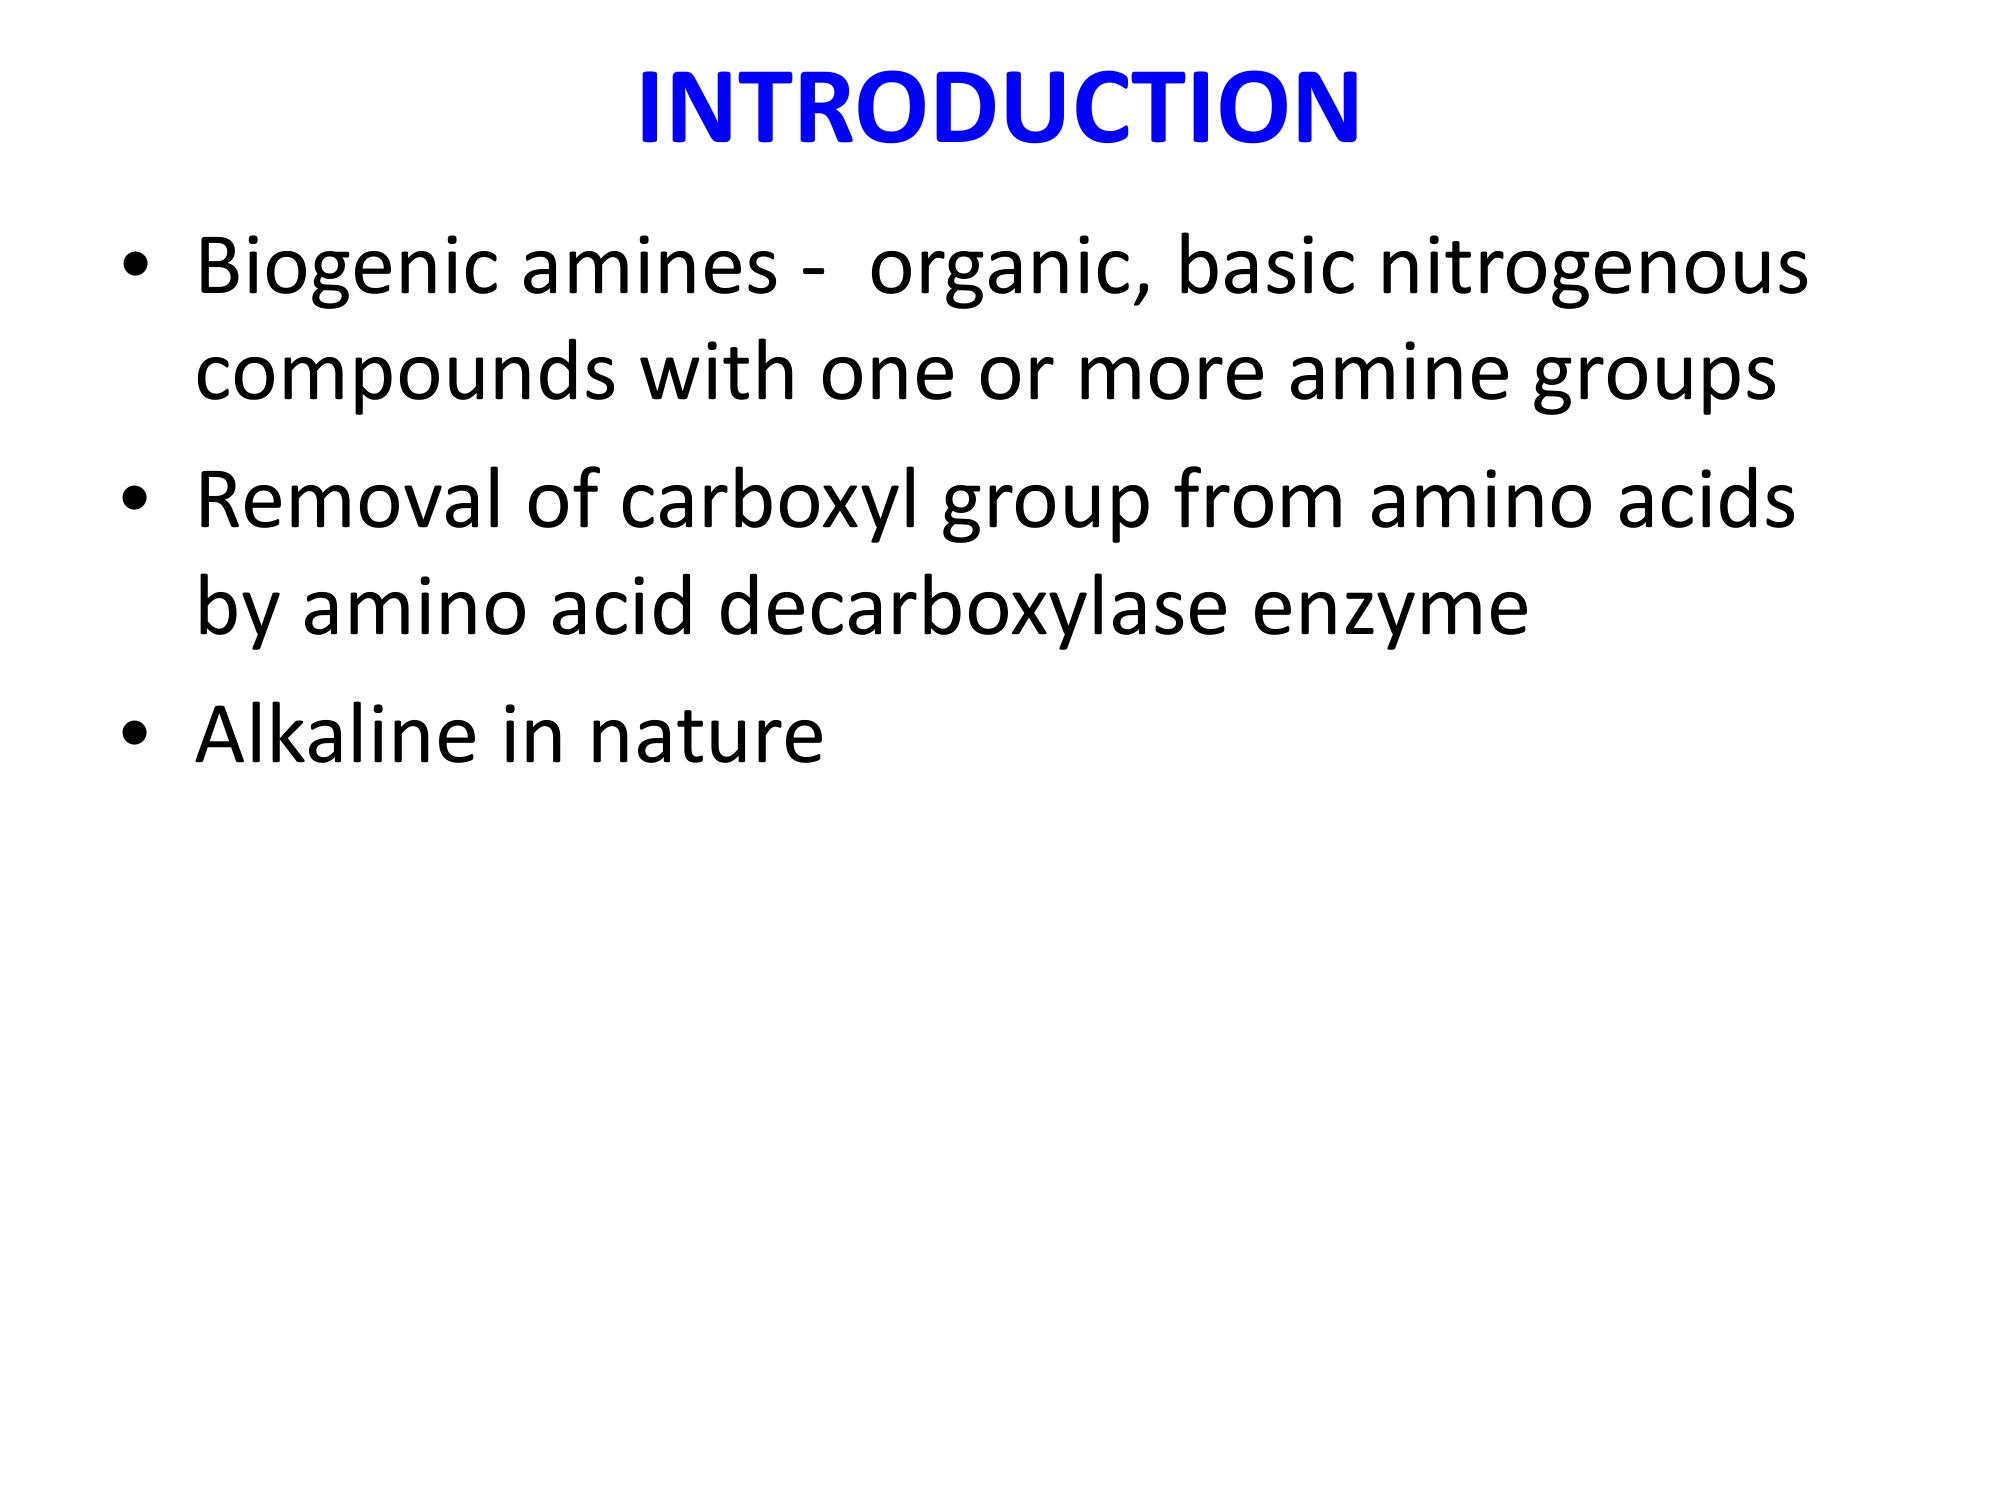 INTRODUCTION
• Biogenic amines -  organic, basic nitrogenous
compounds with one or more amine groups
• Removal of carboxyl group from amino acids
by amino acid decarboxylase enzyme
• Alkaline in nature